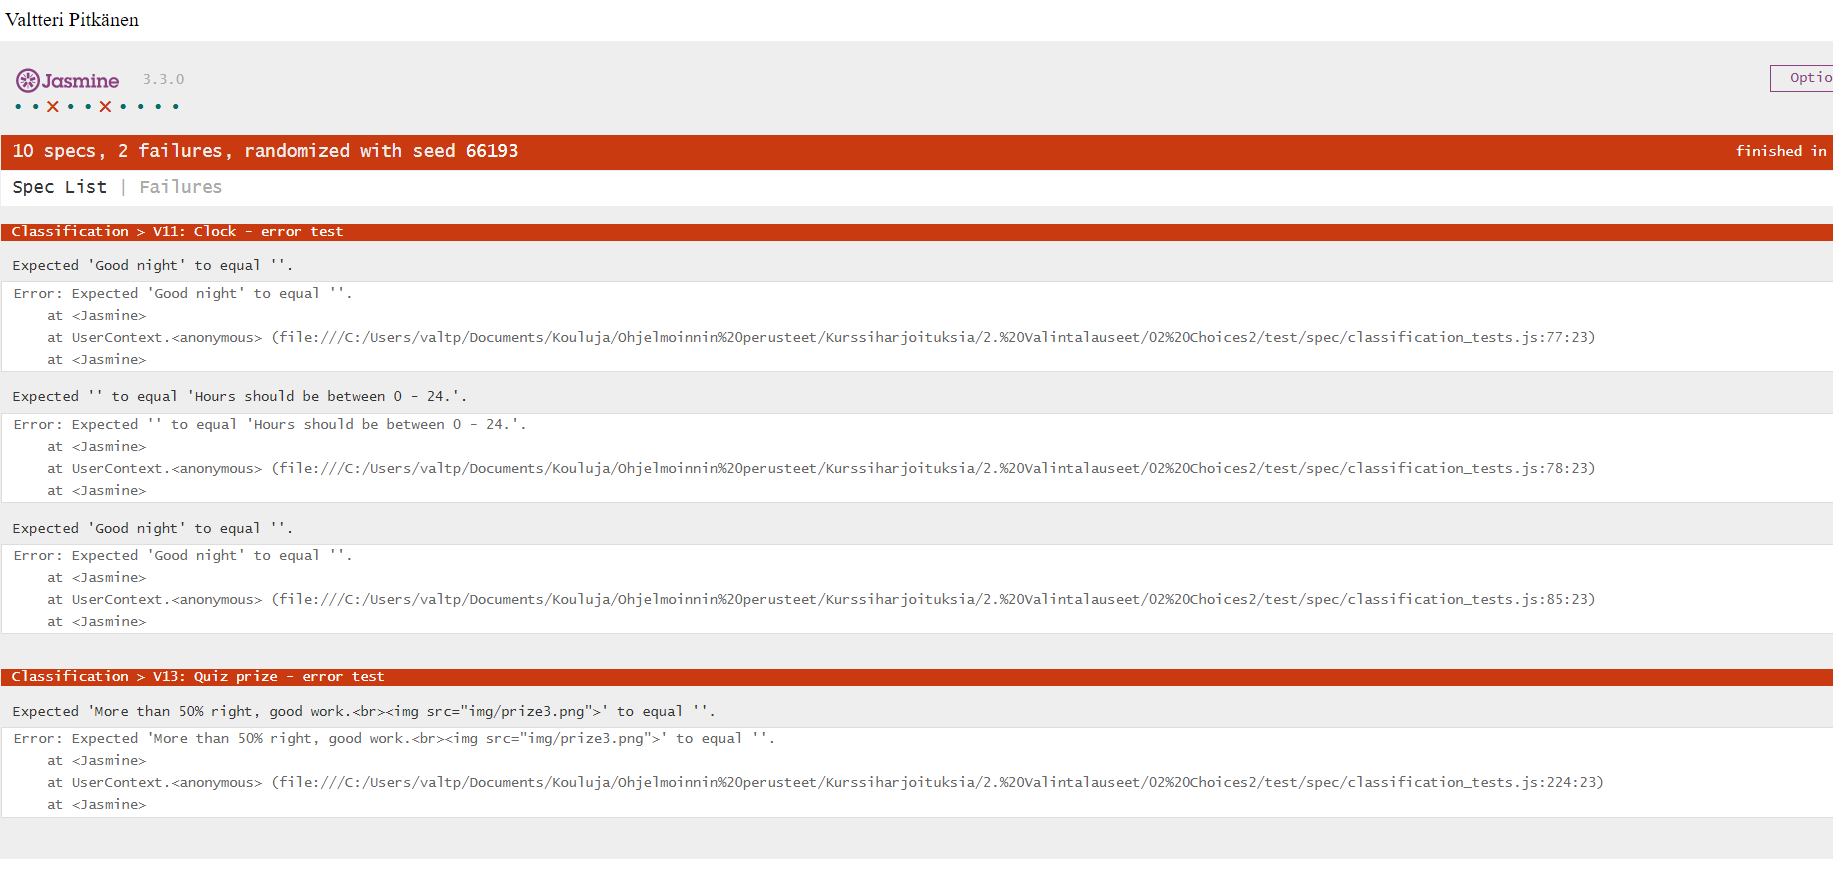 Valtteri Pitkänen
Jasmine 3.3.0
Optio
10 specs, 2 failures, randomized with seed 66193
finished in
Spec List | Failures
Classification > V11: Clock - error test
Expected 'Good night' to equal ''.
Error: Expected 'Good night' to equal ''.
at <Jasmine>
at UserContext.<anonymous> (file:///C:/Users/valtp/Documents/Kouluja/Ohjelmoinnin%20perusteet/Kurssiharjoituksia/2.%20Valintalauseet/02%20Choices2/test/spec/classification_tests.js:77:23)
at <Jasmine>
Expected '' to equal 'Hours should be between 0 - 24.'.
Error: Expected '' to equal 'Hours should be between 0 - 24.'.
at <Jasmine>
at UserContext.<anonymous> (file:///C:/Users/valtp/Documents/Kouluja/Ohjelmoinnin%20perusteet/Kurssiharjoituksia/2.%20Valintalauseet/02%20Choices2/test/spec/classification_tests.js:78:23)
at <Jasmine>
Expected 'Good night' to equal ''.
Error: Expected 'Good night' to equal ''.
at <Jasmine>
at UserContext.<anonymous> (file:///C:/Users/valtp/Documents/Kouluja/Ohjelmoinnin%20perusteet/Kurssiharjoituksia/2.%20Valintalauseet/02%20Choices2/test/spec/classification_tests.js:85:23)
at <Jasmine>
Classification > V13: Quiz prize - error test
Expected 'More than 50% right, good work.<br><img src="img/prize3.png">' to equal ''.
Error: Expected 'More than 50% right, good work.<br><img src="img/prize3.png">' to equal ''.
at <Jasmine>
at UserContext.<anonymous> (file:///C:/Users/valtp/Documents/Kouluja/Ohjelmoinnin%20perusteet/Kurssiharjoituksia/2.%20Valintalauseet/02%20Choices2/test/spec/classification_tests.js:224:23)
at <Jasmine>